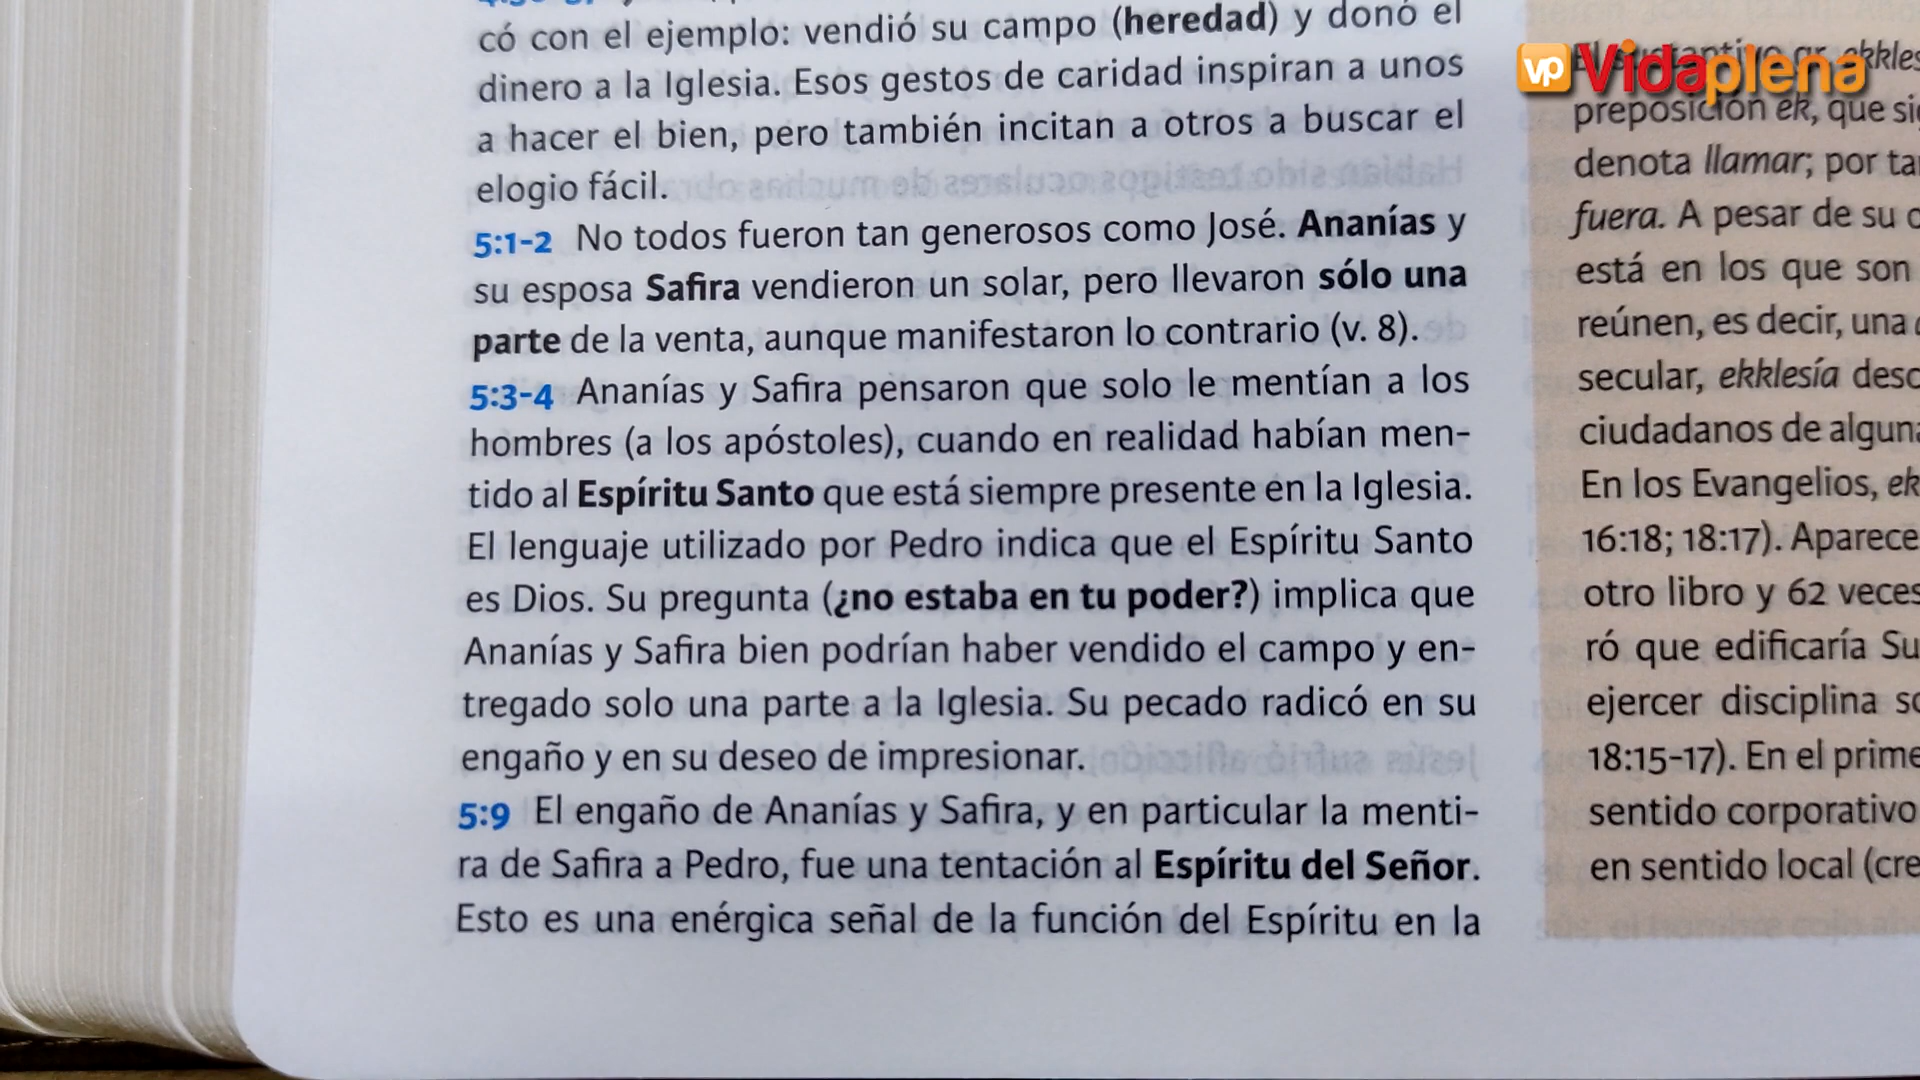 có con el ejemplo: vendió su campo (heredad) y donó el
dinero a la Iglesia. Esos gestos de caridad inspiran a unos
a hacer el bien, pero también incitan a otros a buscar el
elogio fácil.
5:1-2 No todos fueron tan generosos como José. Ananías y
su esposa Safira vendieron un solar, pero llevaron sólo una
parte de la venta, aunque manifestaron lo contrario (v. 8).
5:3-4 Ananías y Safira pensaron que solo le mentían a los
hombres (a los apóstoles), cuando en realidad habían men-
tido al Espíritu Santo que está siempre presente en la Iglesia.
El lenguaje utilizado por Pedro indica que el Espíritu Santo
es Dios. Su pregunta (¿no estaba en tu poder?) implica que
Ananías y Safira bien podrían haber vendido el campo y en-
tregado solo una parte a la Iglesia. Su pecado radicó en su
engaño y en su deseo de impresionar.
5:9 El engaño de Ananías y Safira, y en particular la menti-
ra de Safira a Pedro, fue una tentación al Espíritu del Señor.
Esto es una enérgica señal de la función del Espíritu en la
vp Vidaplena
preposición ek, que
denota llamar; por
fuera. A pesar de su
está en los que son
reúnen, es decir, una
secular, ekklesía
ciudadanos de
En los Evangelios,
16:18; 18:17). Aparece
otro libro y 62 veces
ró que edificaría Su
ejercer disciplina
18:15-17). En el
sentido corporativo
en sentido local